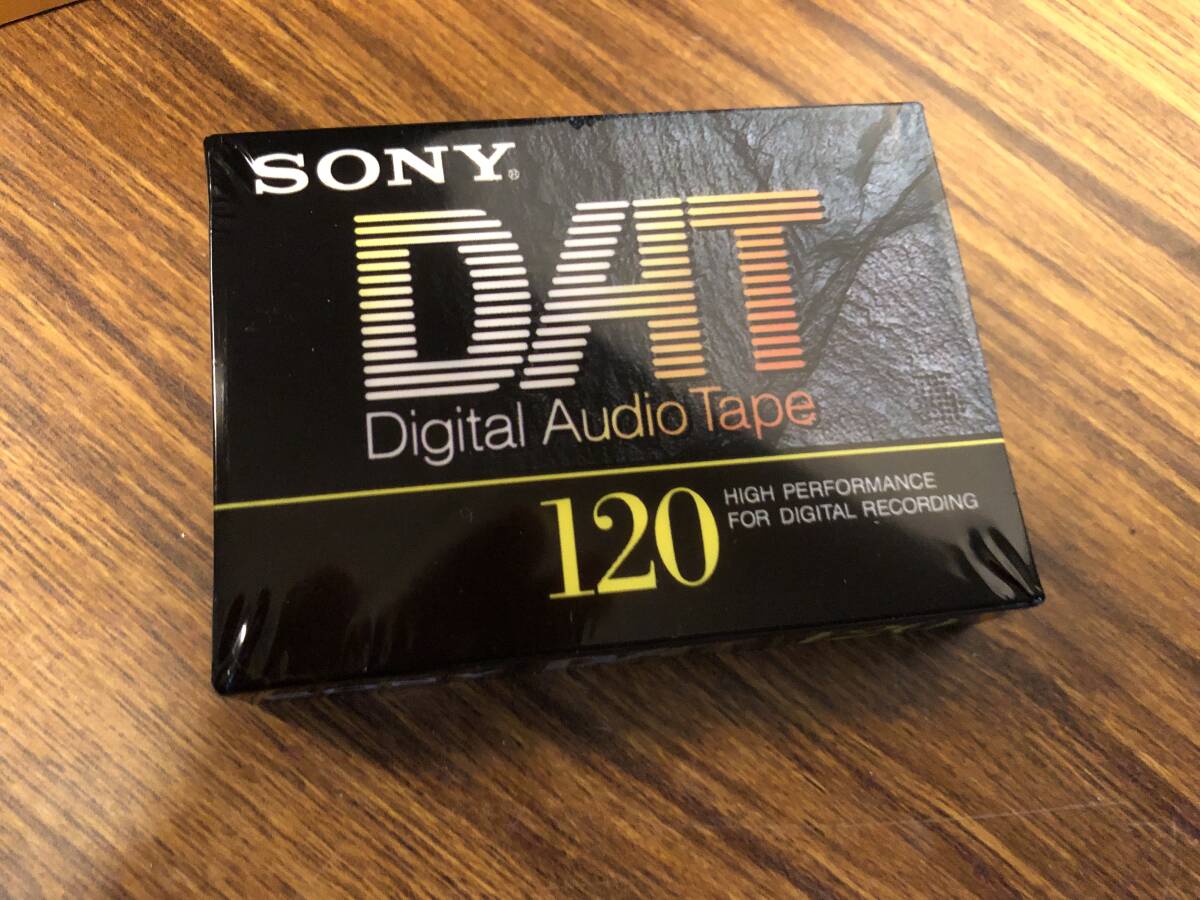 SONY®
DAT
Digital Audio Tape
120
HIGH PERFORMANCE
FOR DIGITAL RECORDING